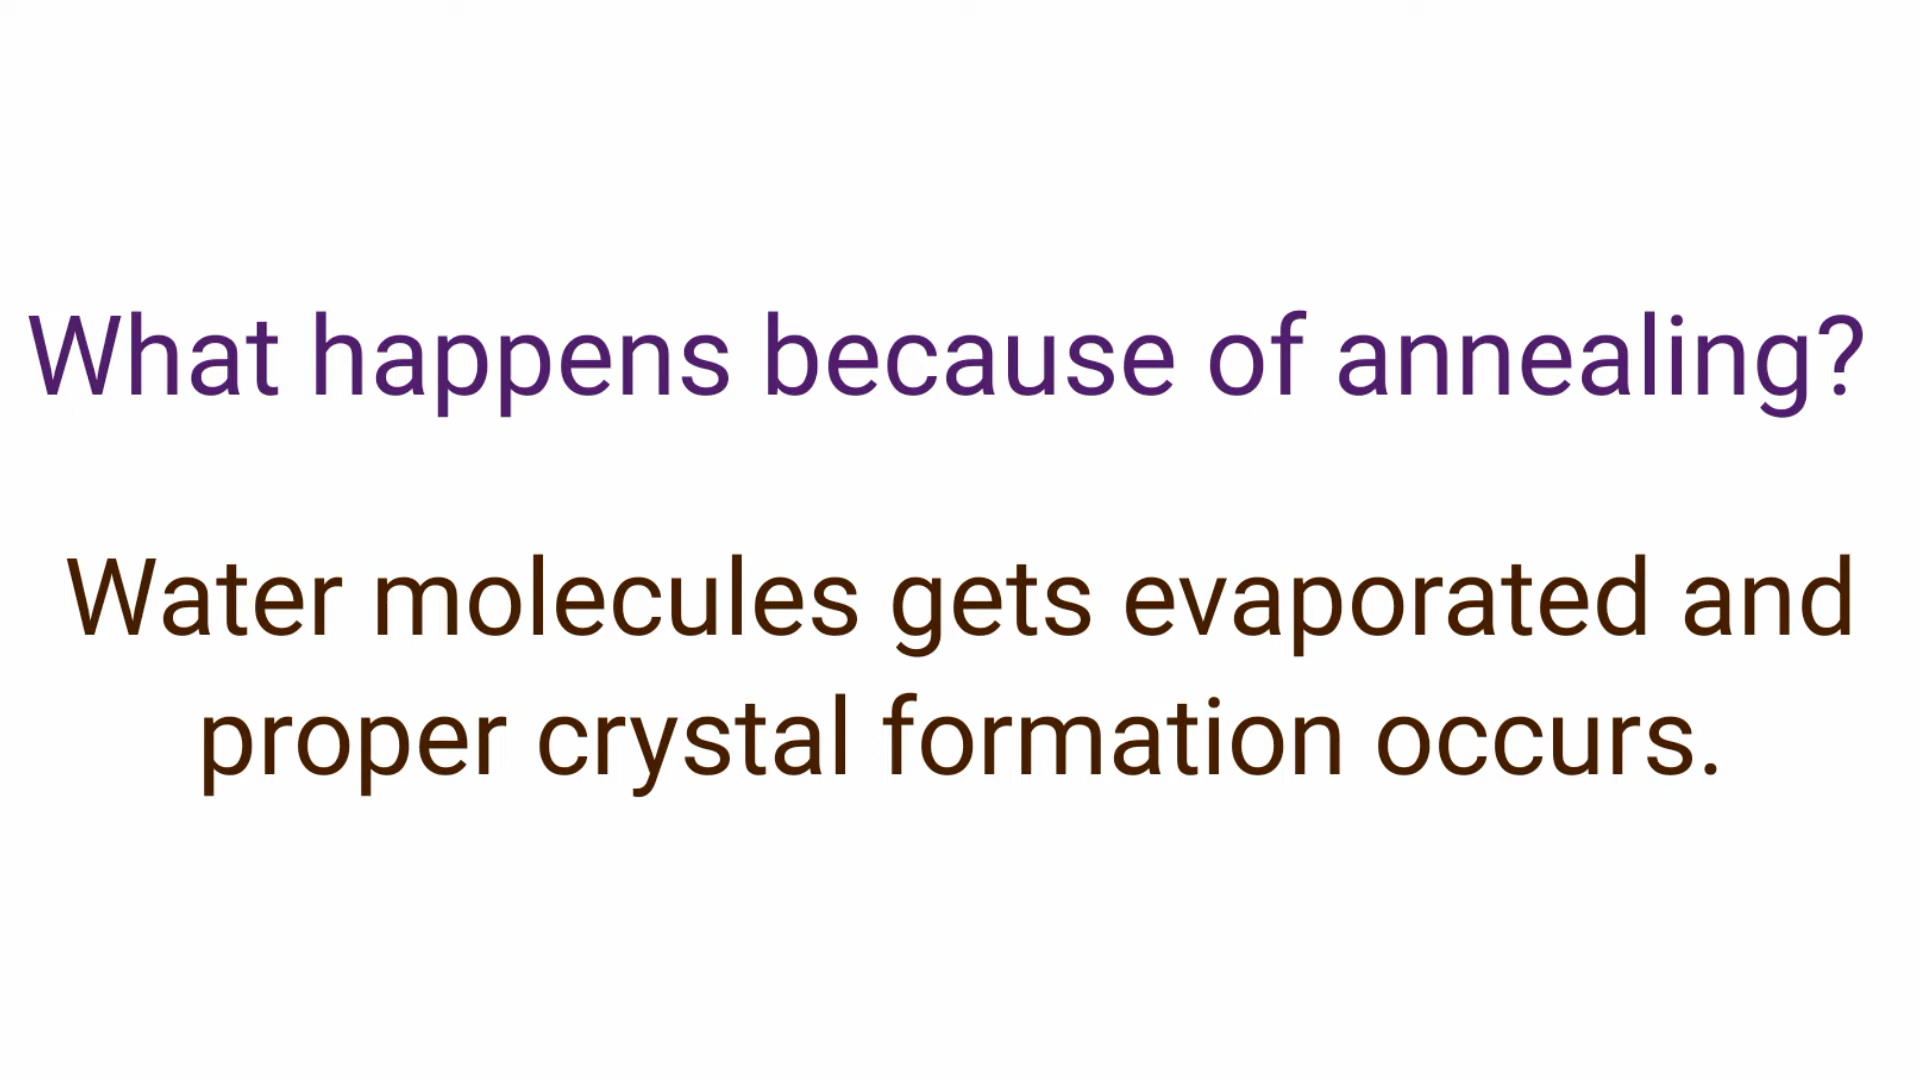 What happens because of annealing?
Water molecules gets evaporated and
proper crystal formation occurs.